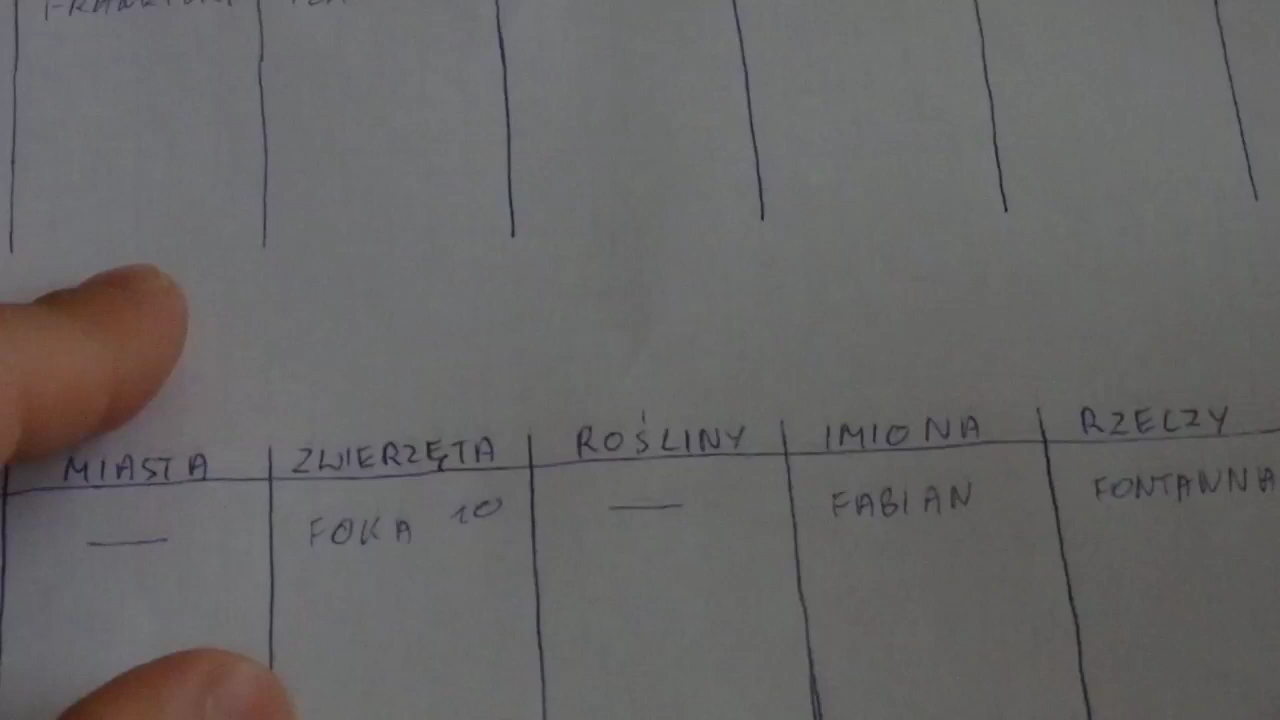 MIASTA ZWIERZĘTA ROŚLINY IMIONA RZECZY
— FOKA 10 — FABIAN FONTANNA